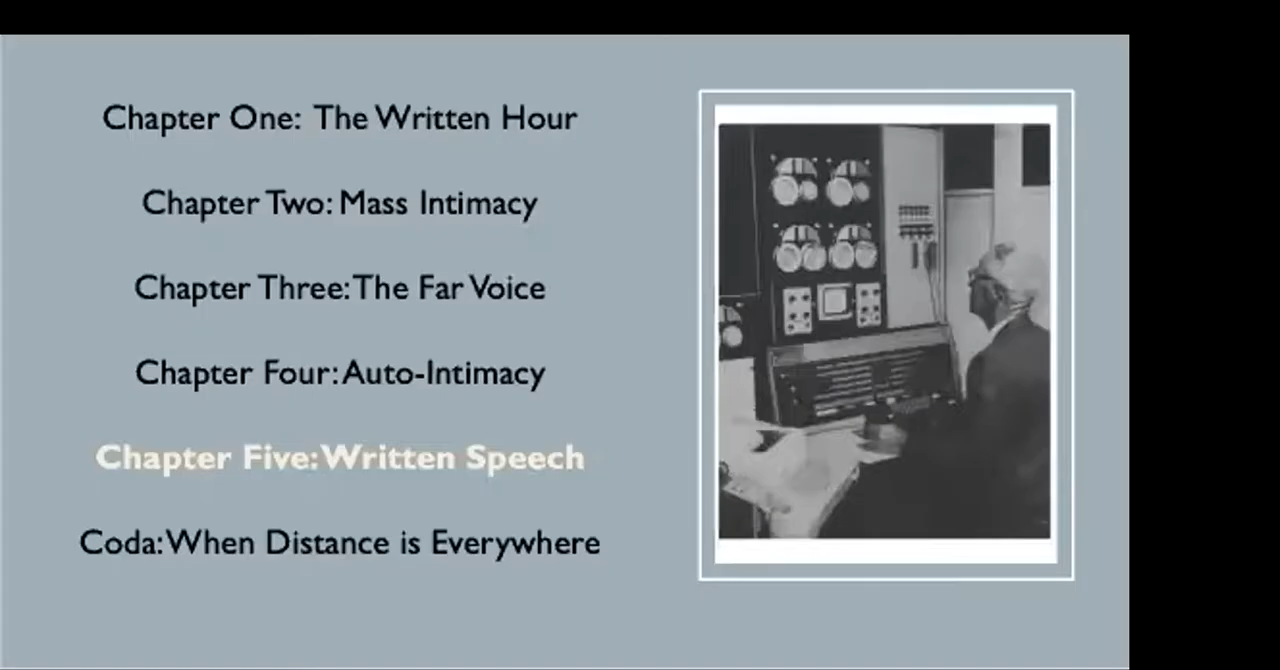 Chapter One: The Written Hour
Chapter Two: Mass Intimacy
Chapter Three: The Far Voice
Chapter Four: Auto-Intimacy
Chapter Five: Written Speech
Coda: When Distance is Everywhere